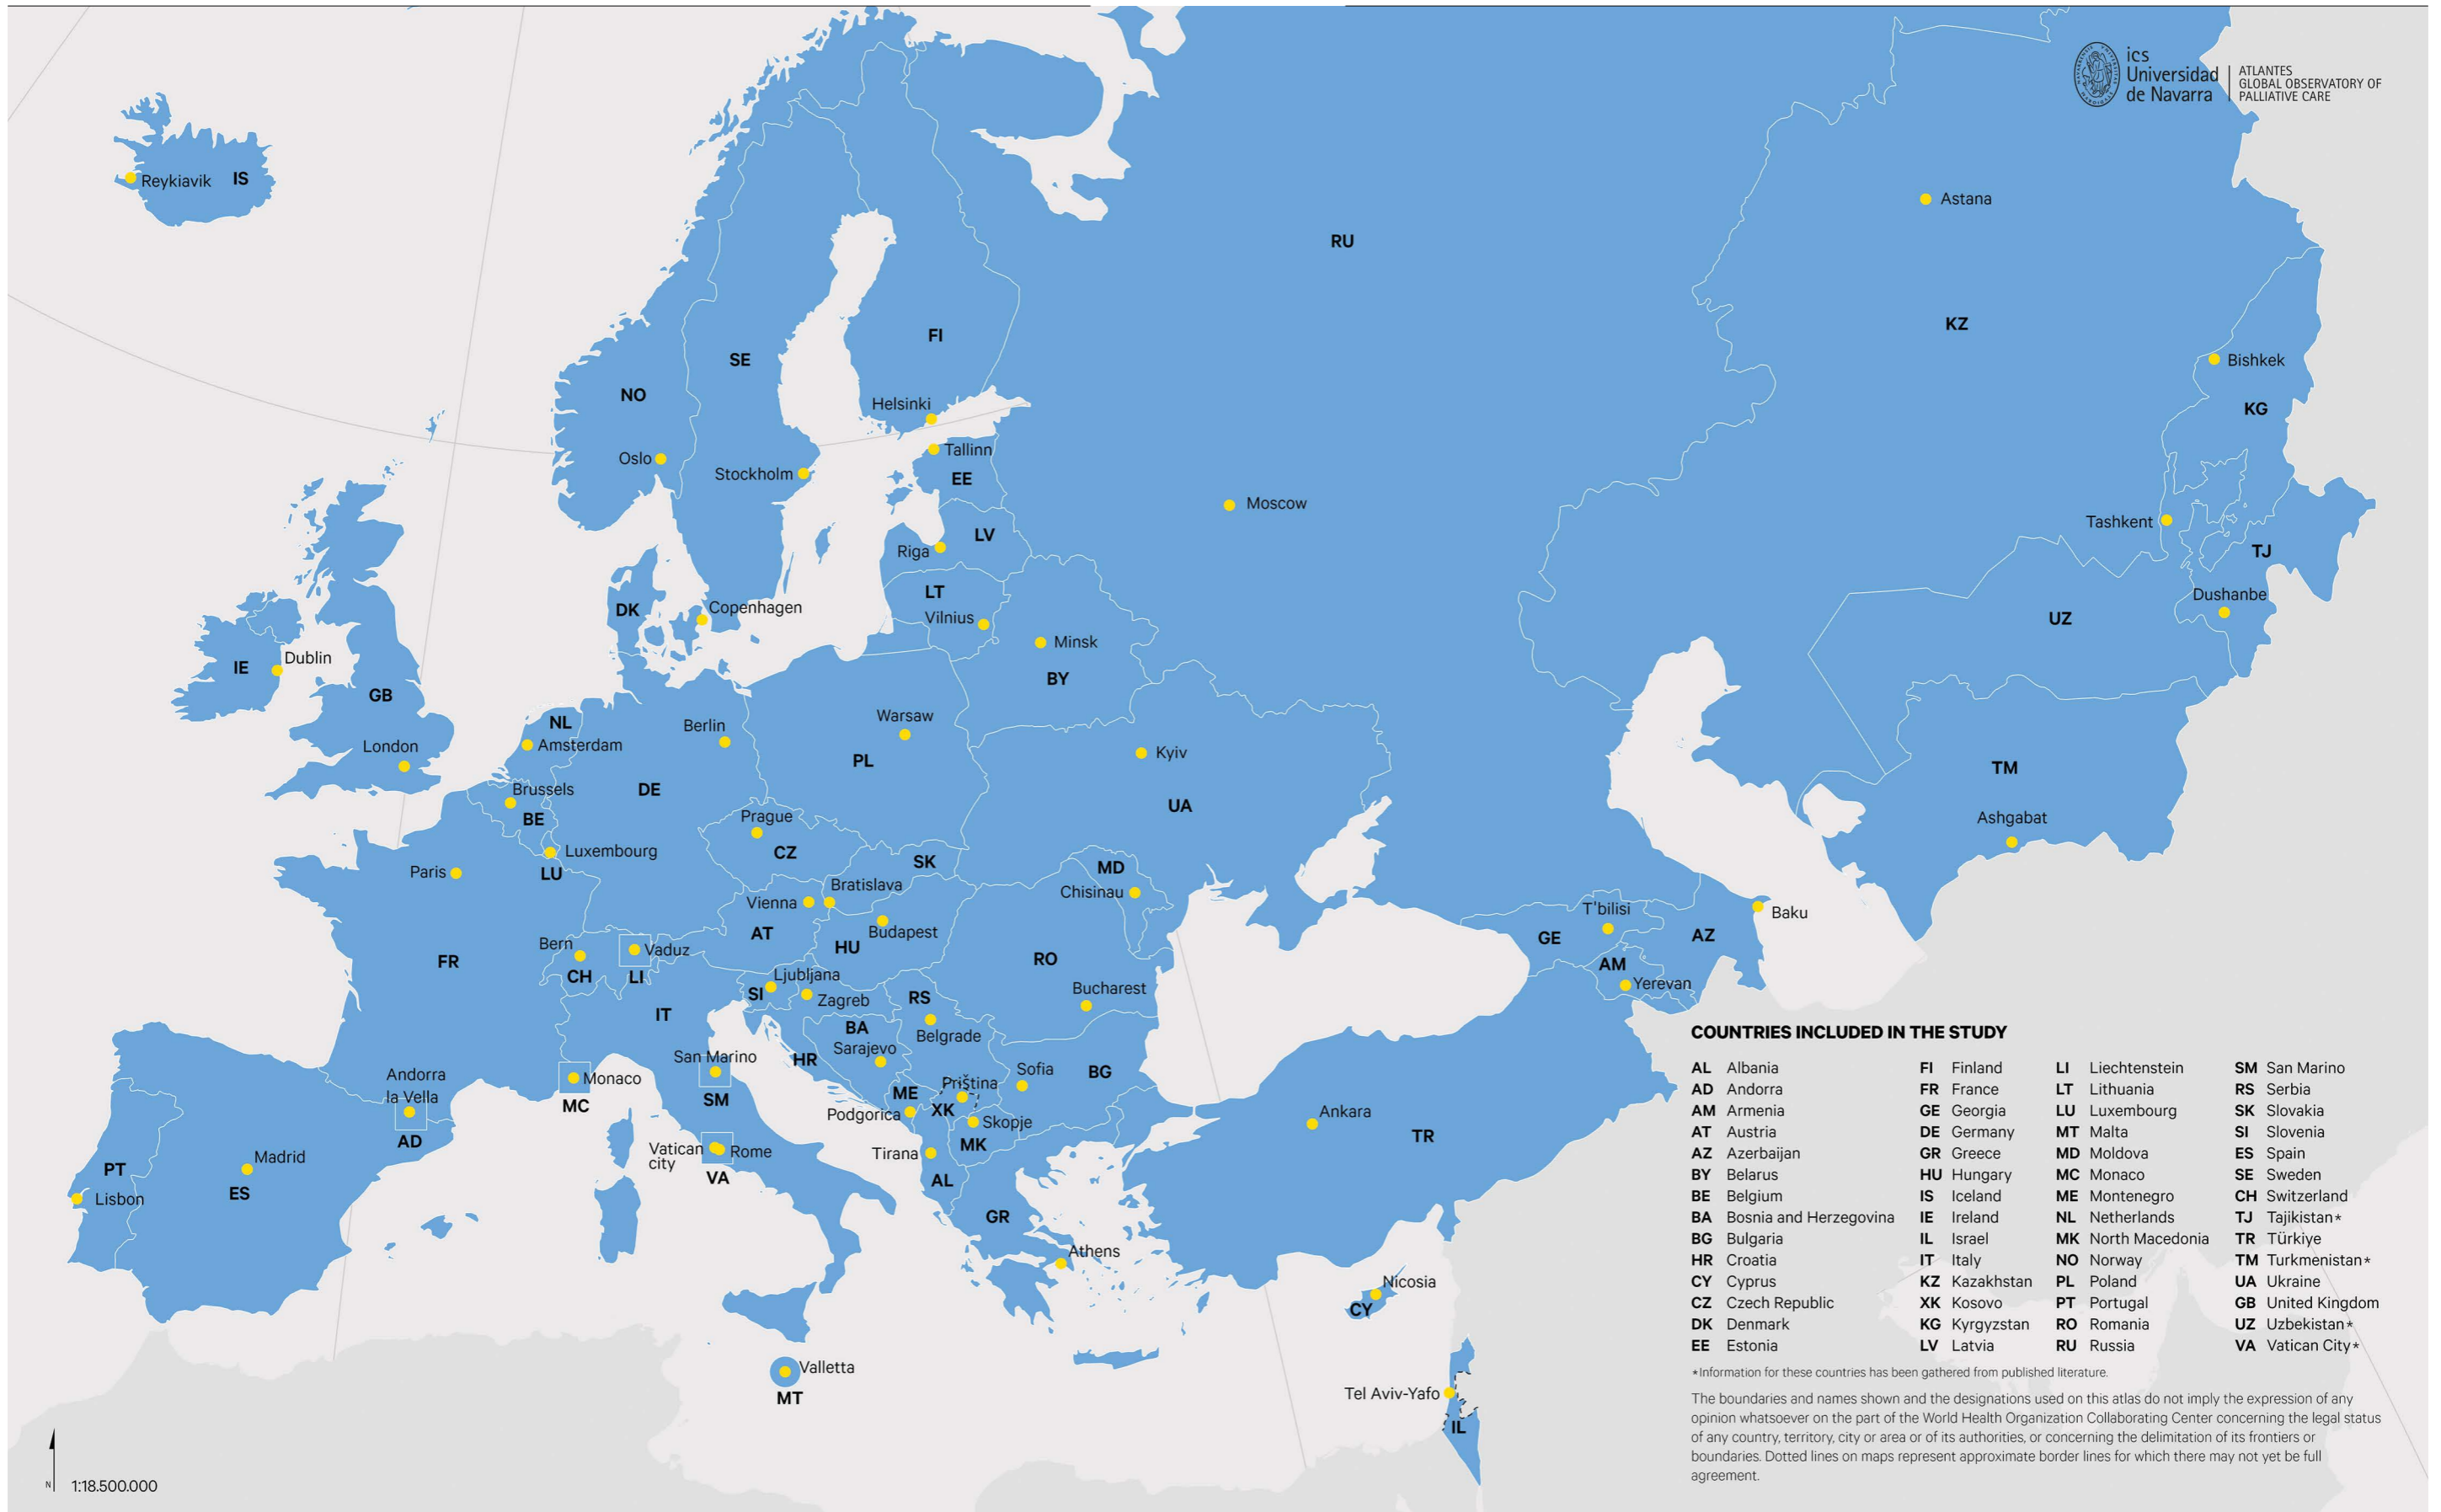 ics
Universidad
de Navarra
ATLANTES
GLOBAL OBSERVATORY OF
PALLIATIVE CARE
Reykiavik IS
Astana
RU
KZ
FI
SE
Bishkek
NO
Helsinki
KG
Tallinn
Oslo
Stockholm
EE
Moscow
Tashkent
LV
Riga
TJ
LT
Dushanbe
DK
Copenhagen
Vilnius
UZ
Minsk
Dublin
IE
BY
GB
NL
Warsaw
Berlin
Amsterdam
London
Kyiv
PL
TM
DE
Brussels
UA
BE
Prague
Ashgabat
CZ
Luxembourg
SK
Paris
LU
MD
Bratislava
Chisinau
Vienna
T'bilisi
Baku
AT
Budapest
GE
AZ
Bern
HU
Vaduz
FR
RO
AM
CH
LI
Ljubljana
Yerevan
SI
Zagreb
RS
Bucharest
IT
BA
Belgrade
Sarajevo
San Marino
HR
Sofia
BG
Andorra
la Vella
Monaco
Priština
ME
SM
MC
XK
Podgorica
Ankara
Skopje
TR
AD
MK
Vatican
city
Rome
Tirana
Madrid
PT
VA
AL
ES
Lisbon
GR
Athens
Nicosia
CY
Valletta
MT
Tel Aviv-Yafo
IL
N
1:18.500.000
COUNTRIES INCLUDED IN THE STUDY
AL Albania
AD Andorra
AM Armenia
AT Austria
AZ Azerbaijan
BY Belarus
BE Belgium
BA Bosnia and Herzegovina
BG Bulgaria
HR Croatia
CY Cyprus
CZ Czech Republic
DK Denmark
EE Estonia
FI Finland
FR France
GE Georgia
DE Germany
GR Greece
HU Hungary
IS Iceland
IE Ireland
IL Israel
IT Italy
KZ Kazakhstan
XK Kosovo
KG Kyrgyzstan
LV Latvia
LI Liechtenstein
LT Lithuania
LU Luxembourg
MT Malta
MD Moldova
MC Monaco
ME Montenegro
NL Netherlands
MK North Macedonia
NO Norway
PL Poland
PT Portugal
RO Romania
RU Russia
SM San Marino
RS Serbia
SK Slovakia
SI Slovenia
ES Spain
SE Sweden
CH Switzerland
TJ Tajikistan*
TR Türkiye
TM Turkmenistan*
UA Ukraine
GB United Kingdom
UZ Uzbekistan*
VA Vatican City*
*Information for these countries has been gathered from published literature.
The boundaries and names shown and the designations used on this atlas do not imply the expression of any
opinion whatsoever on the part of the World Health Organization Collaborating Center concerning the legal status
of any country, territory, city or area or of its authorities, or concerning the delimitation of its frontiers or
boundaries. Dotted lines on maps represent approximate border lines for which there may not yet be full
agreement.